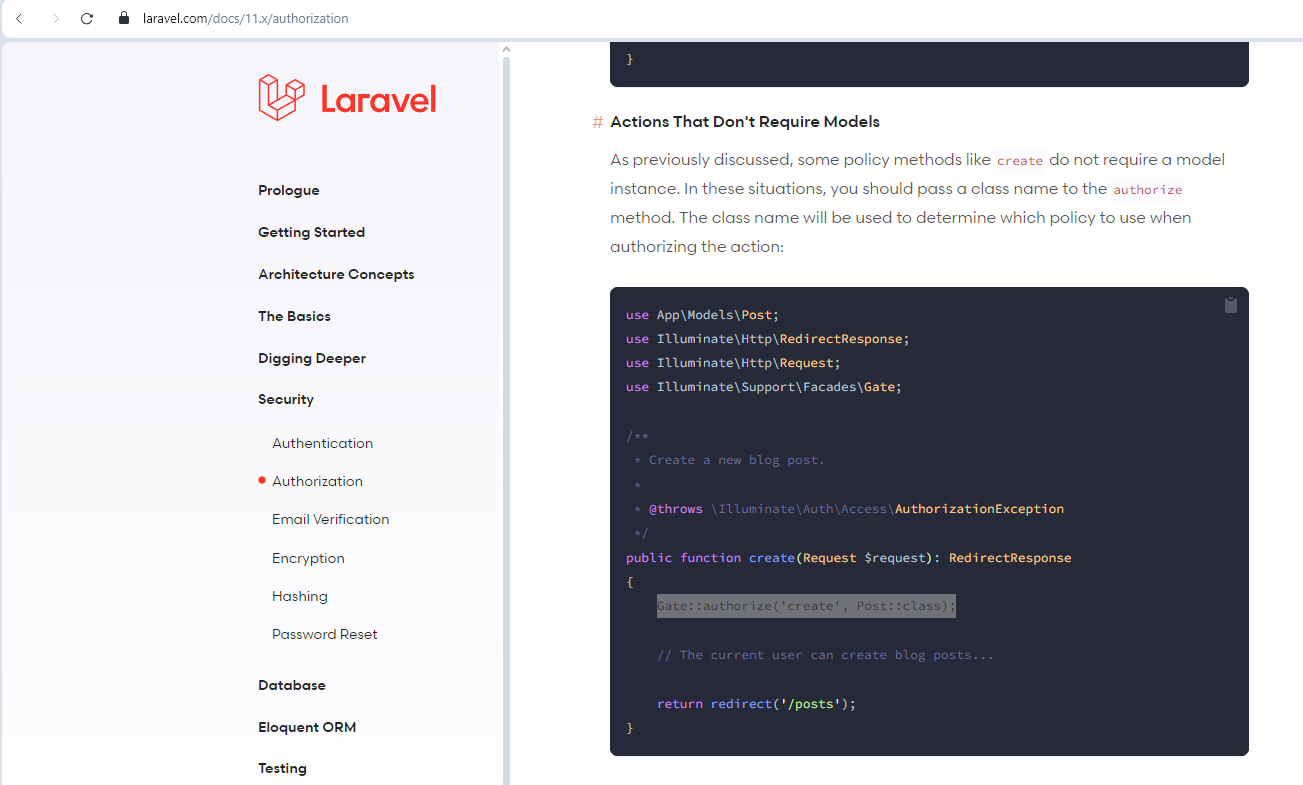 laravel.com/docs/11.x/authorization
Laravel
Prologue
Getting Started
Architecture Concepts
The Basics
Digging Deeper
Security
Authentication
Authorization
Email Verification
Encryption
Hashing
Password Reset
Database
Eloquent ORM
Testing
}
# Actions That Don't Require Models
As previously discussed, some policy methods like create do not require a model
instance. In these situations, you should pass a class name to the authorize
method. The class name will be used to determine which policy to use when
authorizing the action:
use App\Models\Post;
use Illuminate\Http\RedirectResponse;
use Illuminate\Http\Request;
use Illuminate\Support\Facades\Gate;
/**
 * Create a new blog post.
 *
 * @throws \Illuminate\Auth\Access\AuthorizationException
 */
public function create(Request $request): RedirectResponse
{
    Gate::authorize('create', Post::class);
    // The current user can create blog posts...
    return redirect('/posts');
}